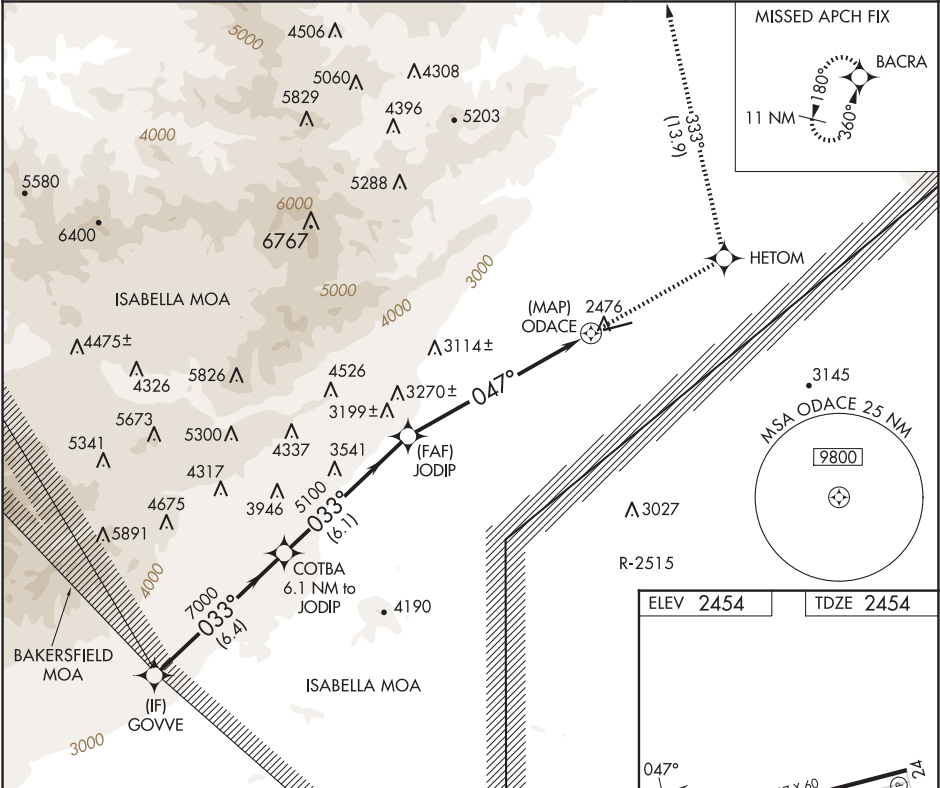 5000
4506
MISSED APCH FIX
BACRA
180°
360°
11 NM
5060
4308
5829
4396
5203
4000
333°
(13.9)
5580
5288
6000
6400
6767
HETOM
3000
ISABELLA MOA
5000
4000
(MAP)
ODACE
2476
4475±
3114±
4326
5826
4526
047°
3270±
3199±
3145
MSA ODACE 25 NM
9800
5673
5341
5300
4337
3541
(FAF)
JODIP
4317
3946
5100
033°
(6.1)
4675
3027
5891
R-2515
4000
COTBA
6.1 NM to
JODIP
7000
033°
(6.4)
4190
ELEV 2454
TDZE 2454
BAKERSFIELD
MOA
ISABELLA MOA
(IF)
GOVVE
3000
047°
X 60
24
P